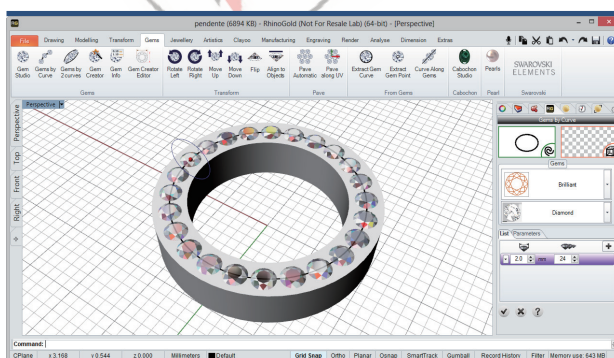 pendente (6894 KB) - RhinoGold (Not For Resale Lab) (64-bit) - [Perspective]
File Drawing Modelling Transform Gems Jewellery Artistics Clayoo Manufacturing Engraving Render Analyse Dimension Extras
Gem Studio Gems by Curve Gems by 2 curves Gem Creator Gem Info Gem Creator Editor Rotate Left Rotate Right Move Up Move Down Flip Align to Objects Pave Automatic Pave along UV Extract Gem Curve Extract Gem Point Curve Along Gems Cabochon Studio Pearls SWAROVSKI ELEMENTS
Gems Transform Pave From Gems Cabochon Pearl Swarovski
Perspective
Perspective
Top
Front
Right
Gems by Curve
Gems
Brilliant
Diamond
List Parameters
2.0 mm 24
Command:
CPlane x3.168 y0.544 z0.000 Millimeters Default Grid Snap Ortho Planar Osnap SmartTrack Gumball Record History Filter Memory use: 643 MB